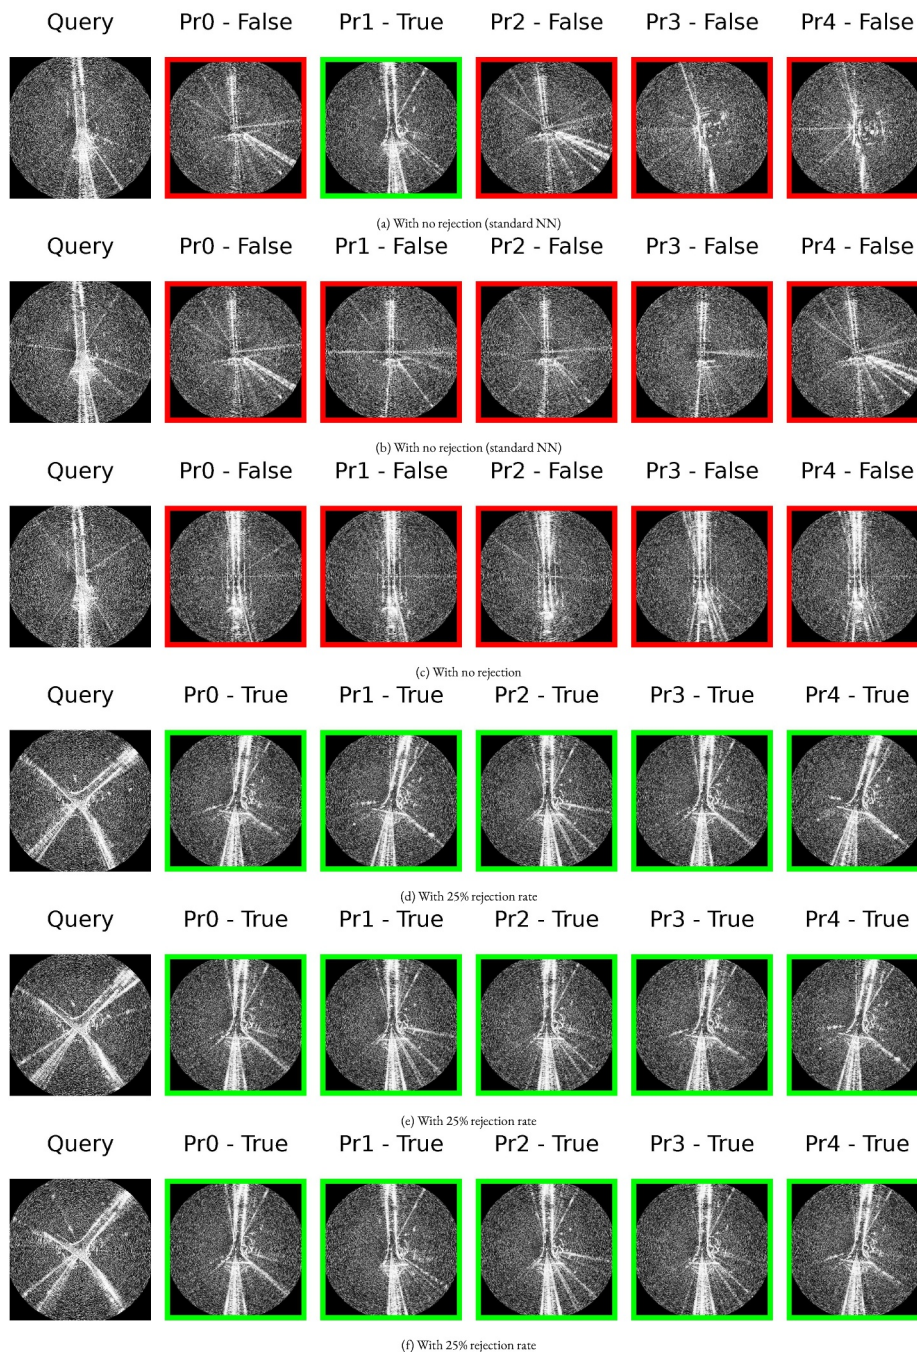 Query Pr0 - False Pr1 - True Pr2 - False Pr3 - False Pr4 - False
(a) With no rejection (standard NN)
Query Pr0 - False Pr1 - False Pr2 - False Pr3 - False Pr4 - False
(b) With no rejection (standard NN)
Query Pr0 - False Pr1 - False Pr2 - False Pr3 - False Pr4 - False
(c) With no rejection
Query Pr0 - True Pr1 - True Pr2 - True Pr3 - True Pr4 - True
(d) With 25% rejection rate
Query Pr0 - True Pr1 - True Pr2 - True Pr3 - True Pr4 - True
(e) With 25% rejection rate
Query Pr0 - True Pr1 - True Pr2 - True Pr3 - True Pr4 - True
(f) With 25% rejection rate